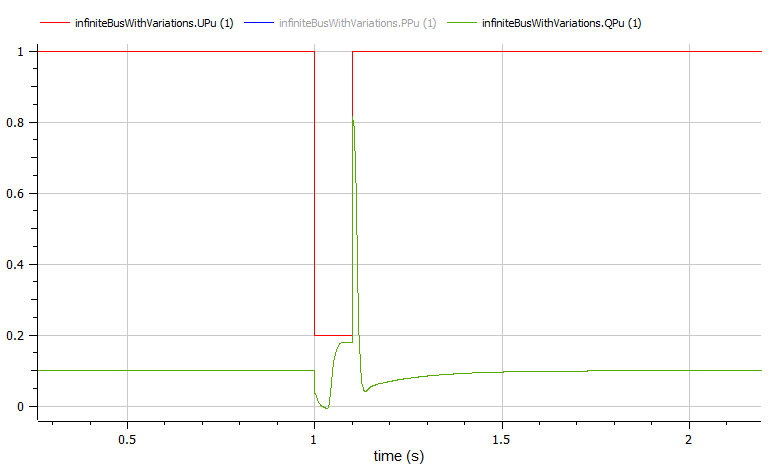 infiniteBusWithVariations.UPu (1) infiniteBusWithVariations.PPu (1) infiniteBusWithVariations.QPu (1)
1
0.8
0.6
0.4
0.2
0
0.5 1 1.5 2
time (s)